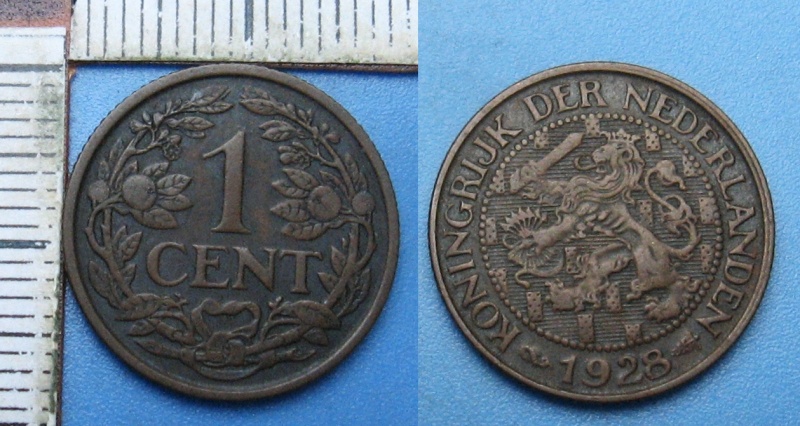 1
CENT
KONINGRIJK DER NEDERLANDEN
1928